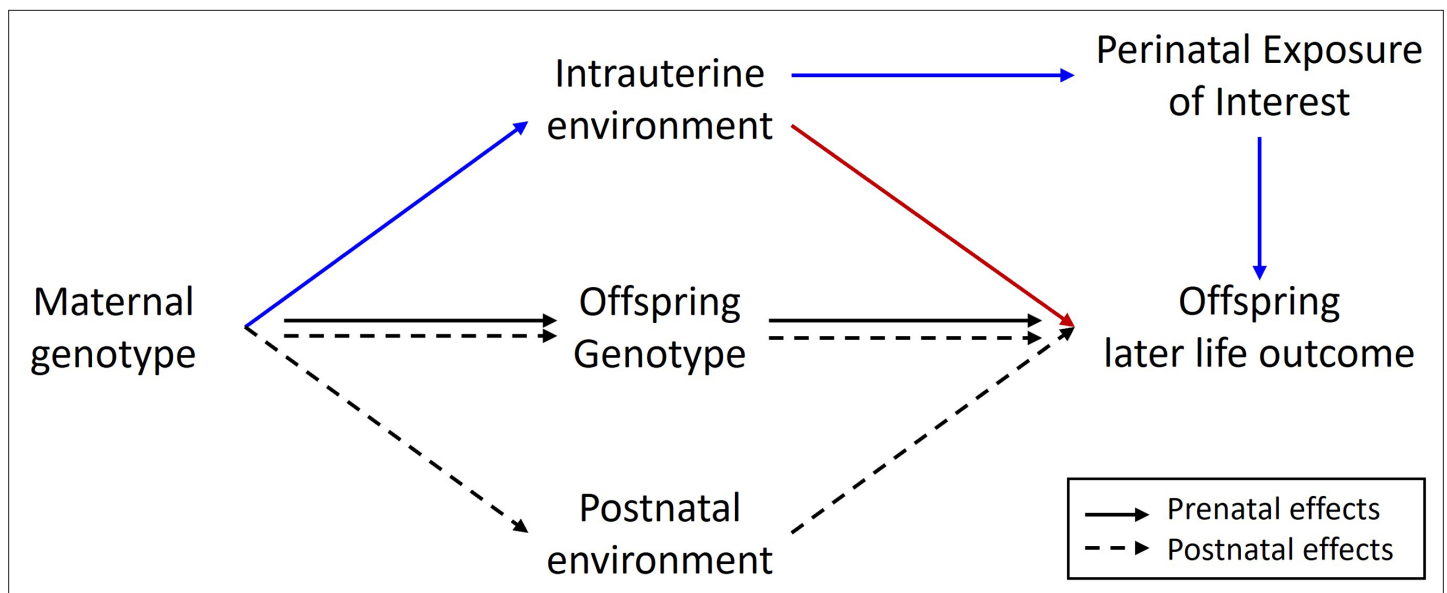 Intrauterine
environment
Perinatal Exposure
of Interest
Maternal
genotype
Offspring
Genotype
Offspring
later life outcome
Postnatal
environment
Prenatal effects
Postnatal effects